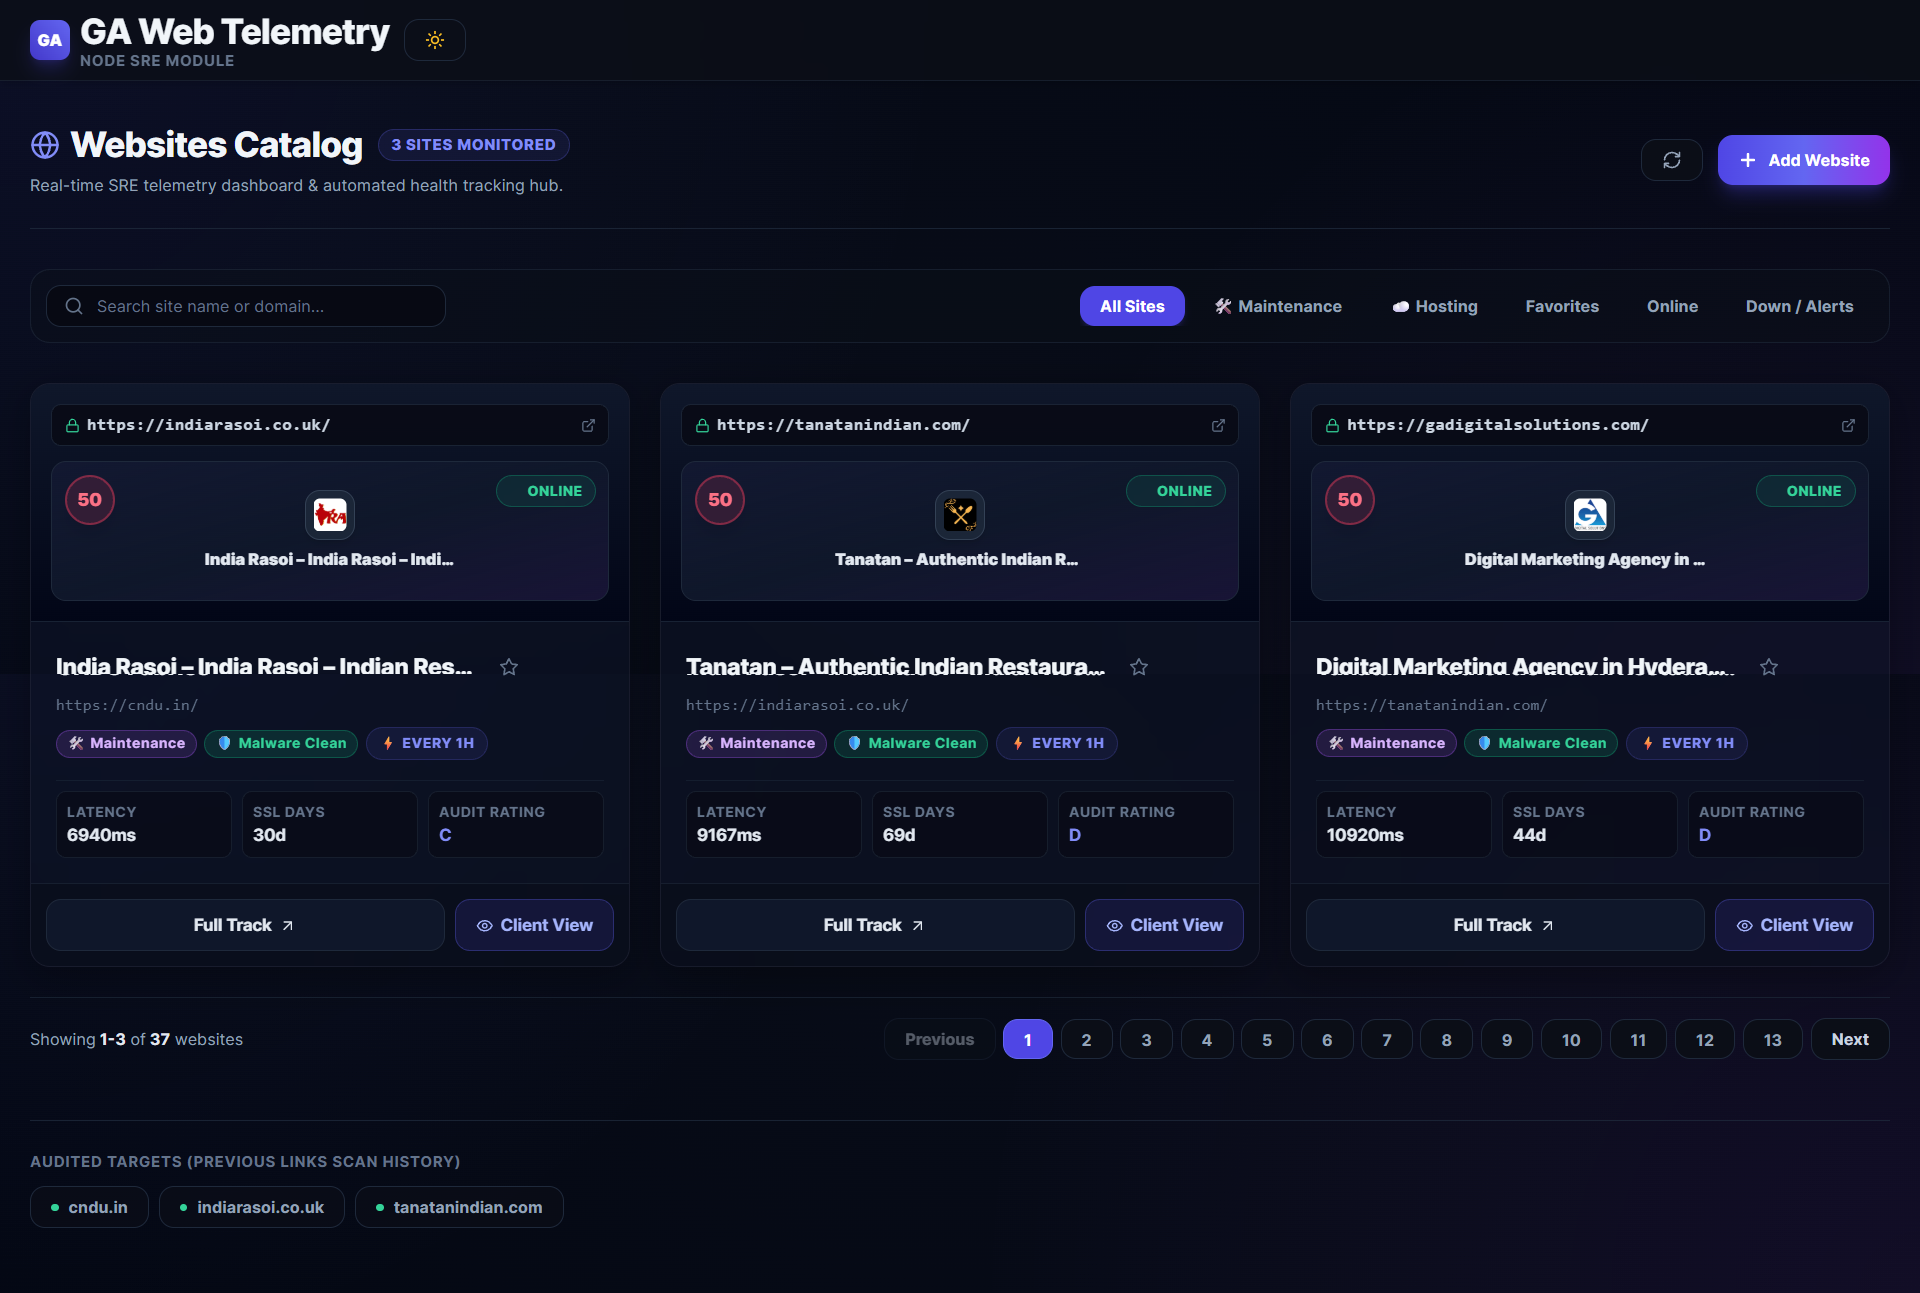 GA
GA Web Telemetry
NODE SRE MODULE
Websites Catalog
3 SITES MONITORED
Real-time SRE telemetry dashboard & automated health tracking hub.
Add Website
Search site name or domain...
All Sites
Maintenance
Hosting
Favorites
Online
Down / Alerts
https://indiarasoi.co.uk/
50
ONLINE
RA
India Rasoi – India Rasoi – Indi...
India Rasoi – India Rasoi – Indian Res...
https://cndu.in/
Maintenance
Malware Clean
EVERY 1H
LATENCY
6940ms
SSL DAYS
30d
AUDIT RATING
C
Full Track
Client View
https://tanatanindian.com/
50
ONLINE
Tanatan – Authentic Indian R...
Tanatan – Authentic Indian Restaura...
https://indiarasoi.co.uk/
Maintenance
Malware Clean
EVERY 1H
LATENCY
9167ms
SSL DAYS
69d
AUDIT RATING
D
Full Track
Client View
https://gadigitalsolutions.com/
50
ONLINE
Digital Marketing Agency in ...
Digital Marketing Agency in Hydera...
https://tanatanindian.com/
Maintenance
Malware Clean
EVERY 1H
LATENCY
10920ms
SSL DAYS
44d
AUDIT RATING
D
Full Track
Client View
Showing 1-3 of 37 websites
Previous 1 2 3 4 5 6 7 8 9 10 11 12 13 Next
AUDITED TARGETS (PREVIOUS LINKS SCAN HISTORY)
cndu.in
indiarasoi.co.uk
tanatanindian.com